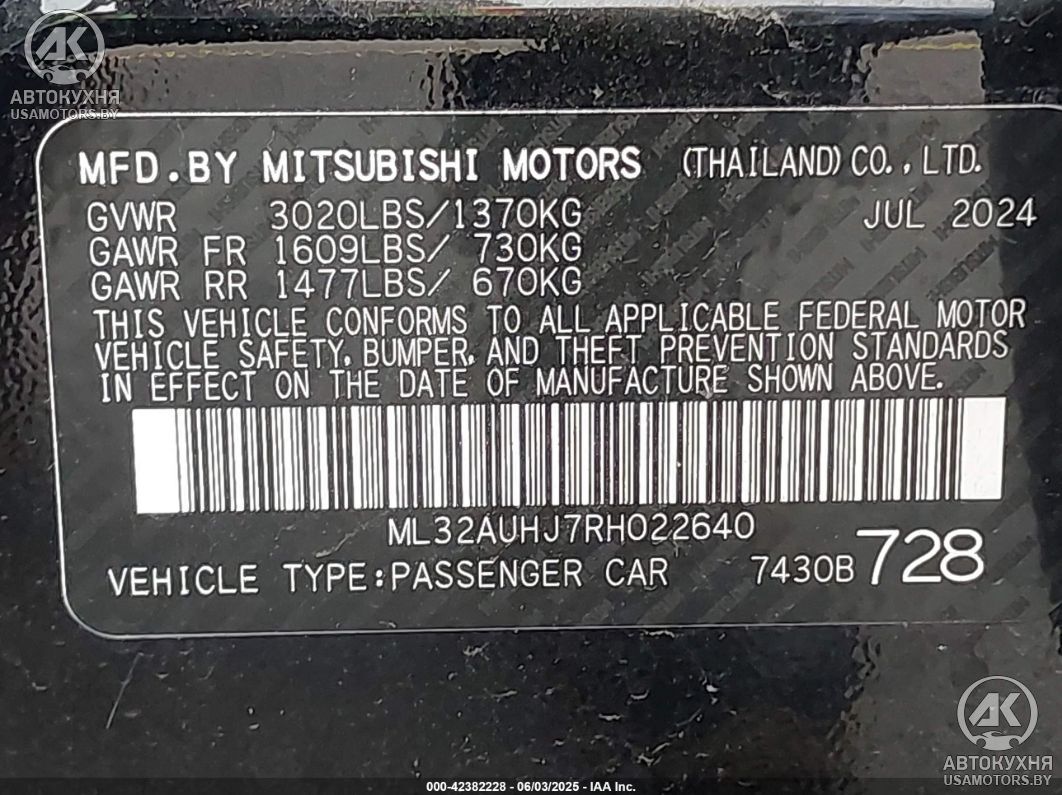 AK
АВТОКУХНЯ
USAMOTORS.BY
MFD.BY MITSUBISHI MOTORS (THAILAND) CO., LTD.
GVWR 3020LBS/1370KG JUL 2024
GAWR FR 1609LBS/ 730KG
GAWR RR 1477LBS/ 670KG
THIS VEHICLE CONFORMS TO ALL APPLICABLE FEDERAL MOTOR
VEHICLE SAFETY, BUMPER, AND THEFT PREVENTION STANDARDS
IN EFFECT ON THE DATE OF MANUFACTURE SHOWN ABOVE.
ML32AUHJ7RH022640
VEHICLE TYPE:PASSENGER CAR 7430B 728
AK
АВТОКУХНЯ
USAMOTORS.BY
000-42382228 - 06/03/2025 - IAA Inc.